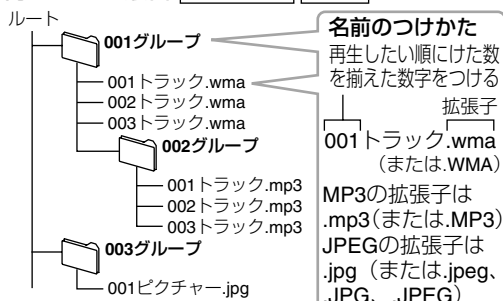 ルート
001グループ
001トラック.wma
002トラック.wma
003トラック.wma
002グループ
001トラック.mp3
002トラック.mp3
003トラック.mp3
003グループ
001ピクチャー.jpg
名前のつけかた
再生したい順にけた数
を揃えた数字をつける
拡張子
001トラック.wma
(または.WMA)
MP3の拡張子は
.mp3(または.MP3)
JPEGの拡張子は
.jpg（または.jpeg、
.JPG、.JPEG）